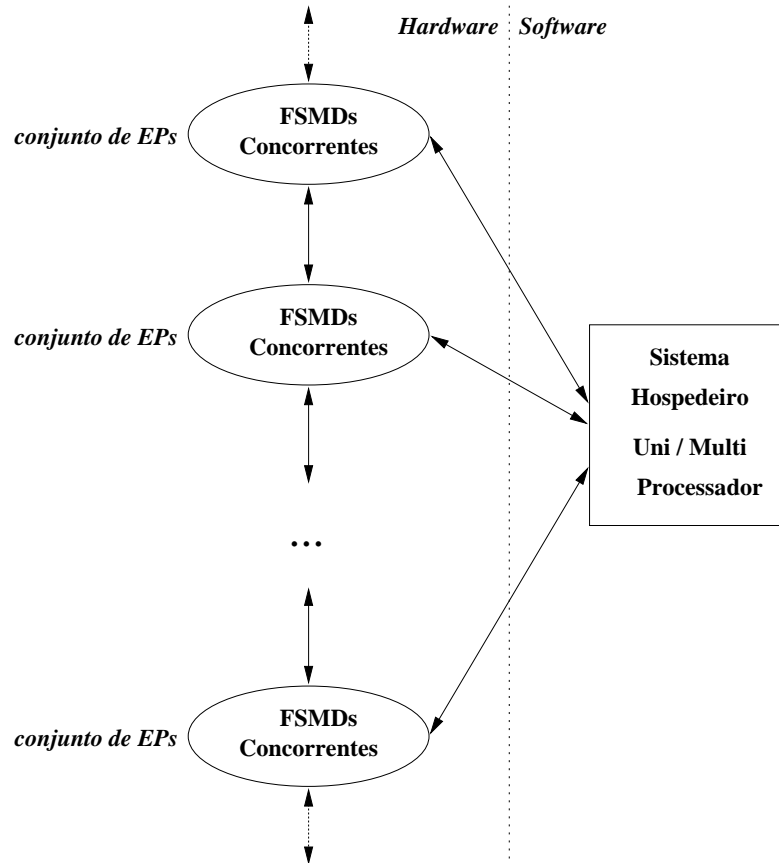 Hardware Software
FSMDs
Concorrentes
conjunto de EPs
FSMDs
Concorrentes
conjunto de EPs
Sistema
Hospedeiro
Uni / Multi
Processador
...
FSMDs
Concorrentes
conjunto de EPs